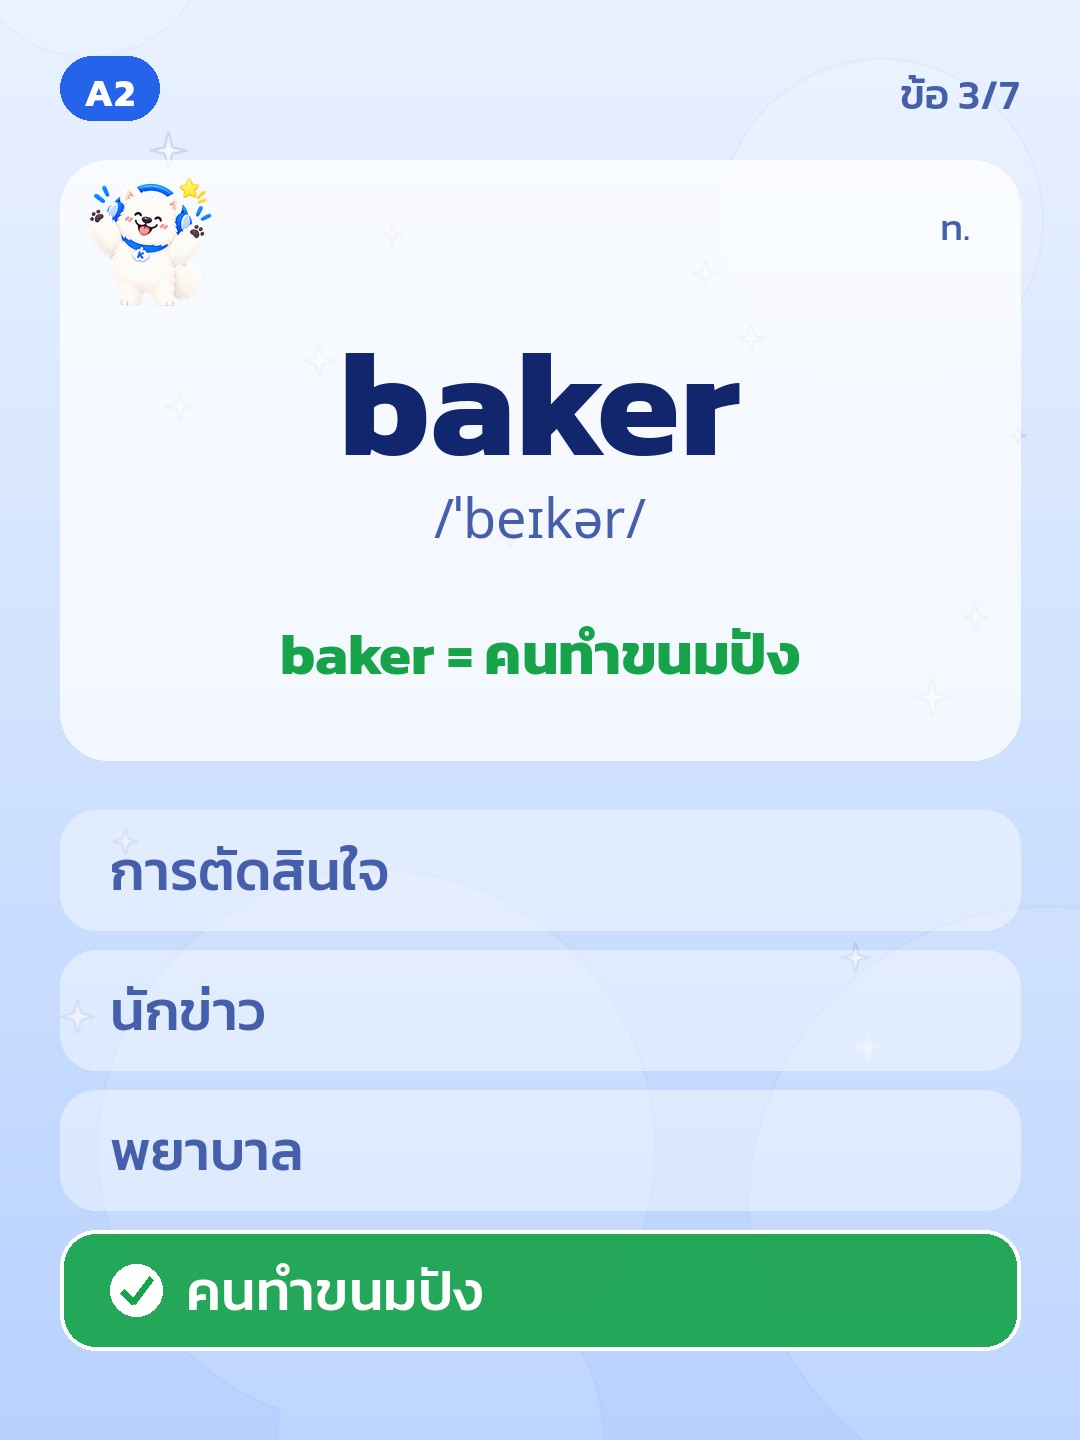 A2
ข้อ 3/7
n.
baker
/ˈbeɪkər/
baker = คนทำขนมปัง
การตัดสินใจ
นักข่าว
พยาบาล
คนทำขนมปัง